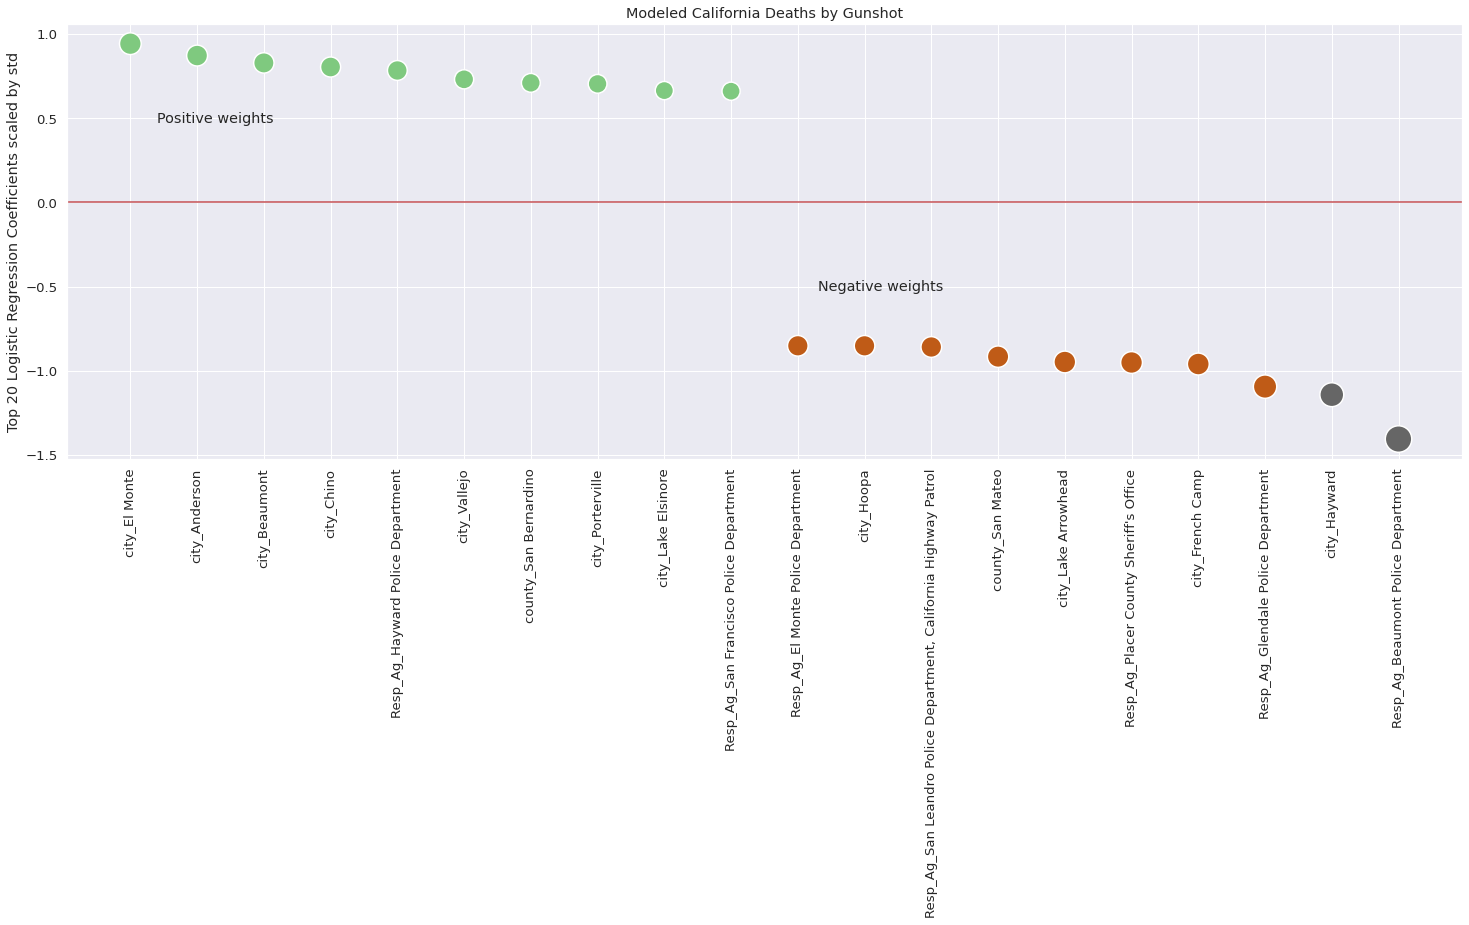 Modeled California Deaths by Gunshot
Top 20 Logistic Regression Coefficients scaled by std
1.0
0.5
0.0
−0.5
−1.0
−1.5
Positive weights
Negative weights
city_El Monte
city_Anderson
city_Beaumont
city_Chino
Resp_Ag_Hayward Police Department
city_Vallejo
county_San Bernardino
city_Porterville
city_Lake Elsinore
Resp_Ag_San Francisco Police Department
Resp_Ag_El Monte Police Department
city_Hoopa
Resp_Ag_San Leandro Police Department, California Highway Patrol
county_San Mateo
city_Lake Arrowhead
Resp_Ag_Placer County Sheriff's Office
city_French Camp
Resp_Ag_Glendale Police Department
city_Hayward
Resp_Ag_Beaumont Police Department